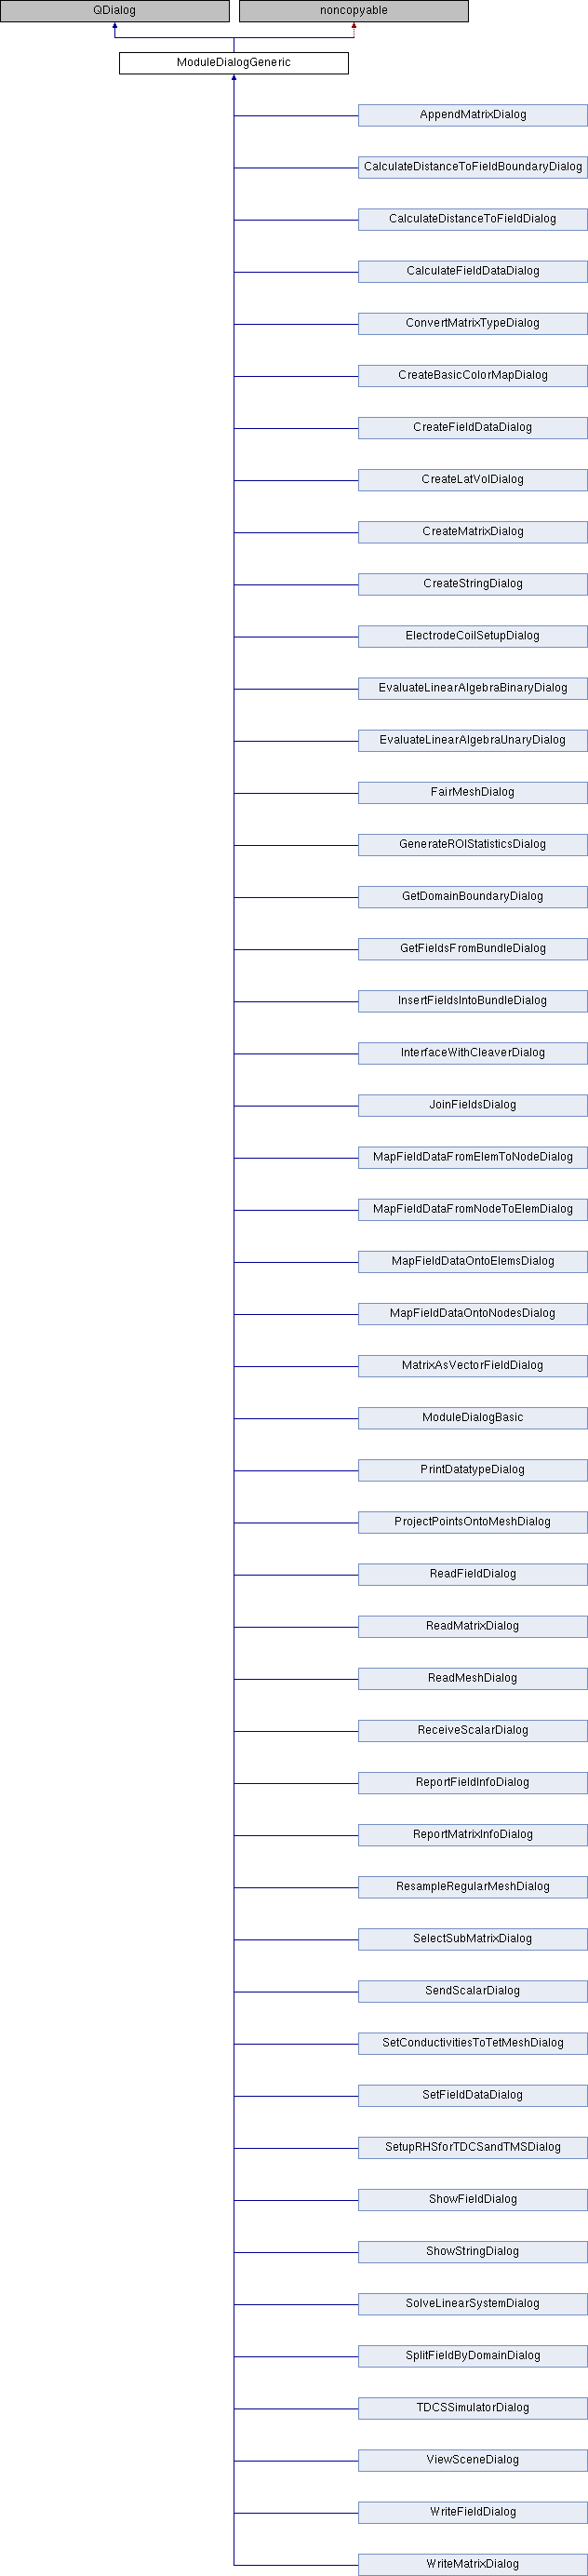 QDialog
noncopyable
ModuleDialogGeneric
AppendMatrixDialog
CalculateDistanceToFieldBoundaryDialog
CalculateDistanceToFieldDialog
CalculateFieldDataDialog
ConvertMatrixTypeDialog
CreateBasicColorMapDialog
CreateFieldDataDialog
CreateLatVolDialog
CreateMatrixDialog
CreateStringDialog
ElectrodeCoilSetupDialog
EvaluateLinearAlgebraBinaryDialog
EvaluateLinearAlgebraUnaryDialog
FairMeshDialog
GenerateROIStatisticsDialog
GetDomainBoundaryDialog
GetFieldsFromBundleDialog
InsertFieldsIntoBundleDialog
InterfaceWithCleaverDialog
JoinFieldsDialog
MapFieldDataFromElemToNodeDialog
MapFieldDataFromNodeToElemDialog
MapFieldDataOntoElemsDialog
MapFieldDataOntoNodesDialog
MatrixAsVectorFieldDialog
ModuleDialogBasic
PrintDatatypeDialog
ProjectPointsOntoMeshDialog
ReadFieldDialog
ReadMatrixDialog
ReadMeshDialog
ReceiveScalarDialog
ReportFieldInfoDialog
ReportMatrixInfoDialog
ResampleRegularMeshDialog
SelectSubMatrixDialog
SendScalarDialog
SetConductivitiesToTetMeshDialog
SetFieldDataDialog
SetupRHSforTDCSandTMSDialog
ShowFieldDialog
ShowStringDialog
SolveLinearSystemDialog
SplitFieldByDomainDialog
TDCSSimulatorDialog
ViewSceneDialog
WriteFieldDialog
WriteMatrixDialog